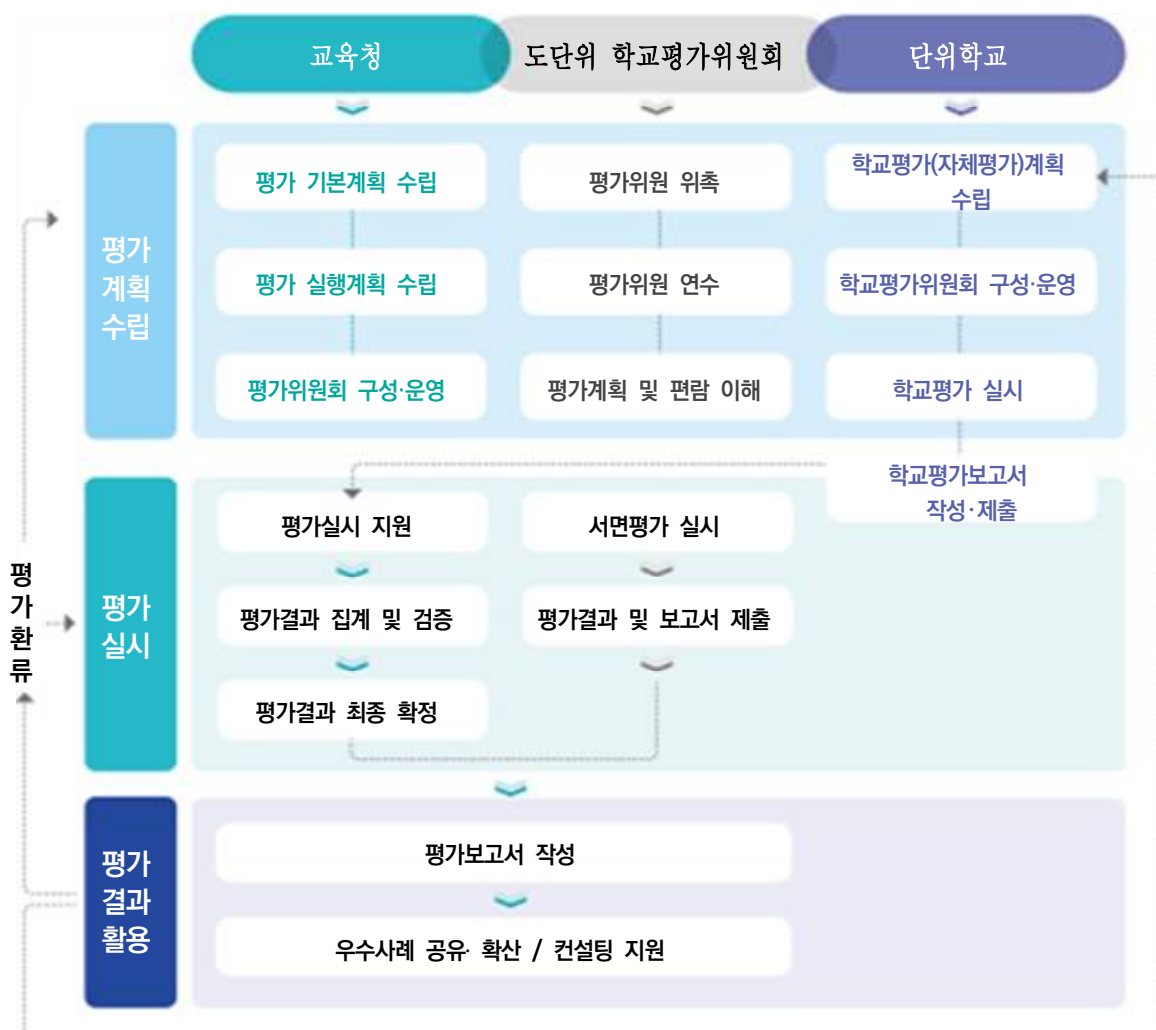 교육청
도단위 학교평가위원회
단위학교
평가
계획
수립
평가 기본계획 수립
평가위원 위촉
학교평가(자체평가)계획
수립
평가 실행계획 수립
평가위원 연수
학교평가위원회 구성·운영
평가위원회 구성·운영
평가계획 및 편람 이해
학교평가 실시
학교평가보고서
작성·제출
평
가
환
류
평가
실시
평가실시 지원
서면평가 실시
평가결과 집계 및 검증
평가결과 및 보고서 제출
평가결과 최종 확정
평가
결과
활용
평가보고서 작성
우수사례 공유· 확산 / 컨설팅 지원